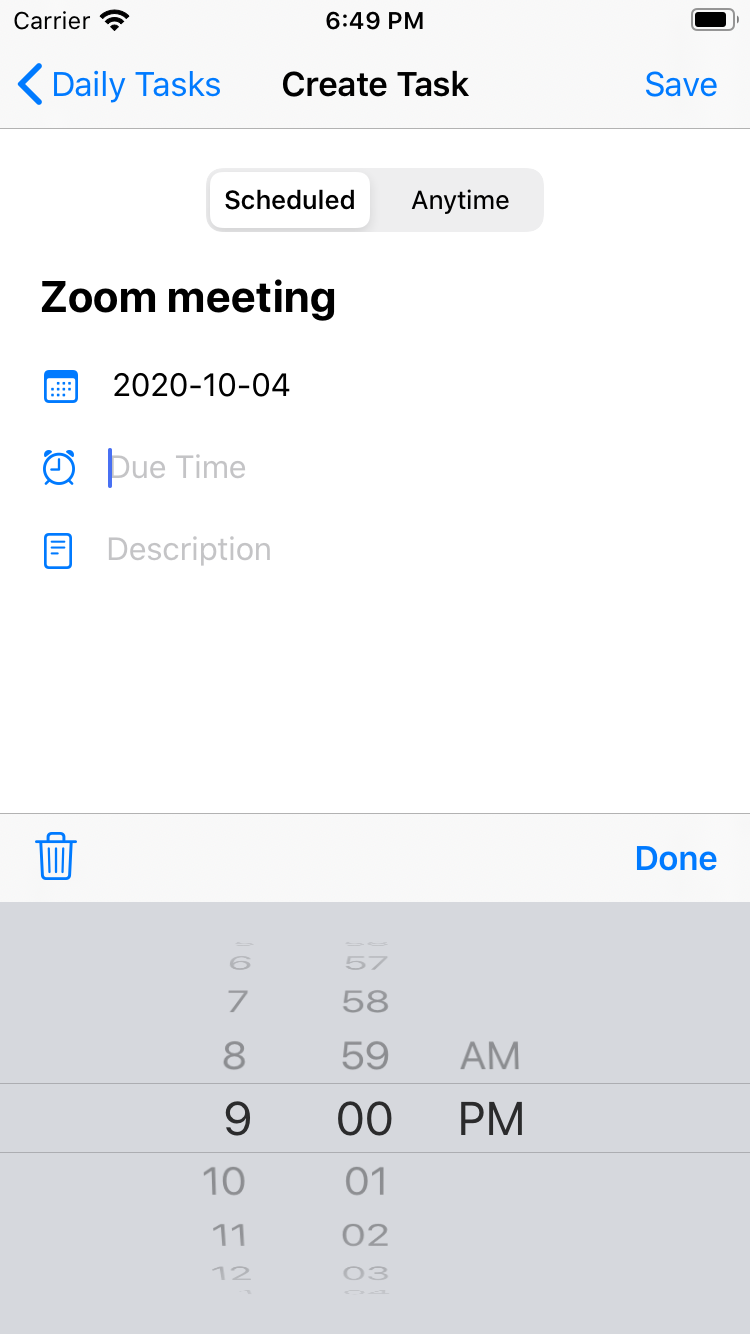 Carrier 6:49 PM
Daily Tasks Create Task Save
Scheduled Anytime
Zoom meeting
2020-10-04
Due Time
Description
Done
6 57
7 58
8 59 AM
9 00 PM
10 01
11 02
12 03